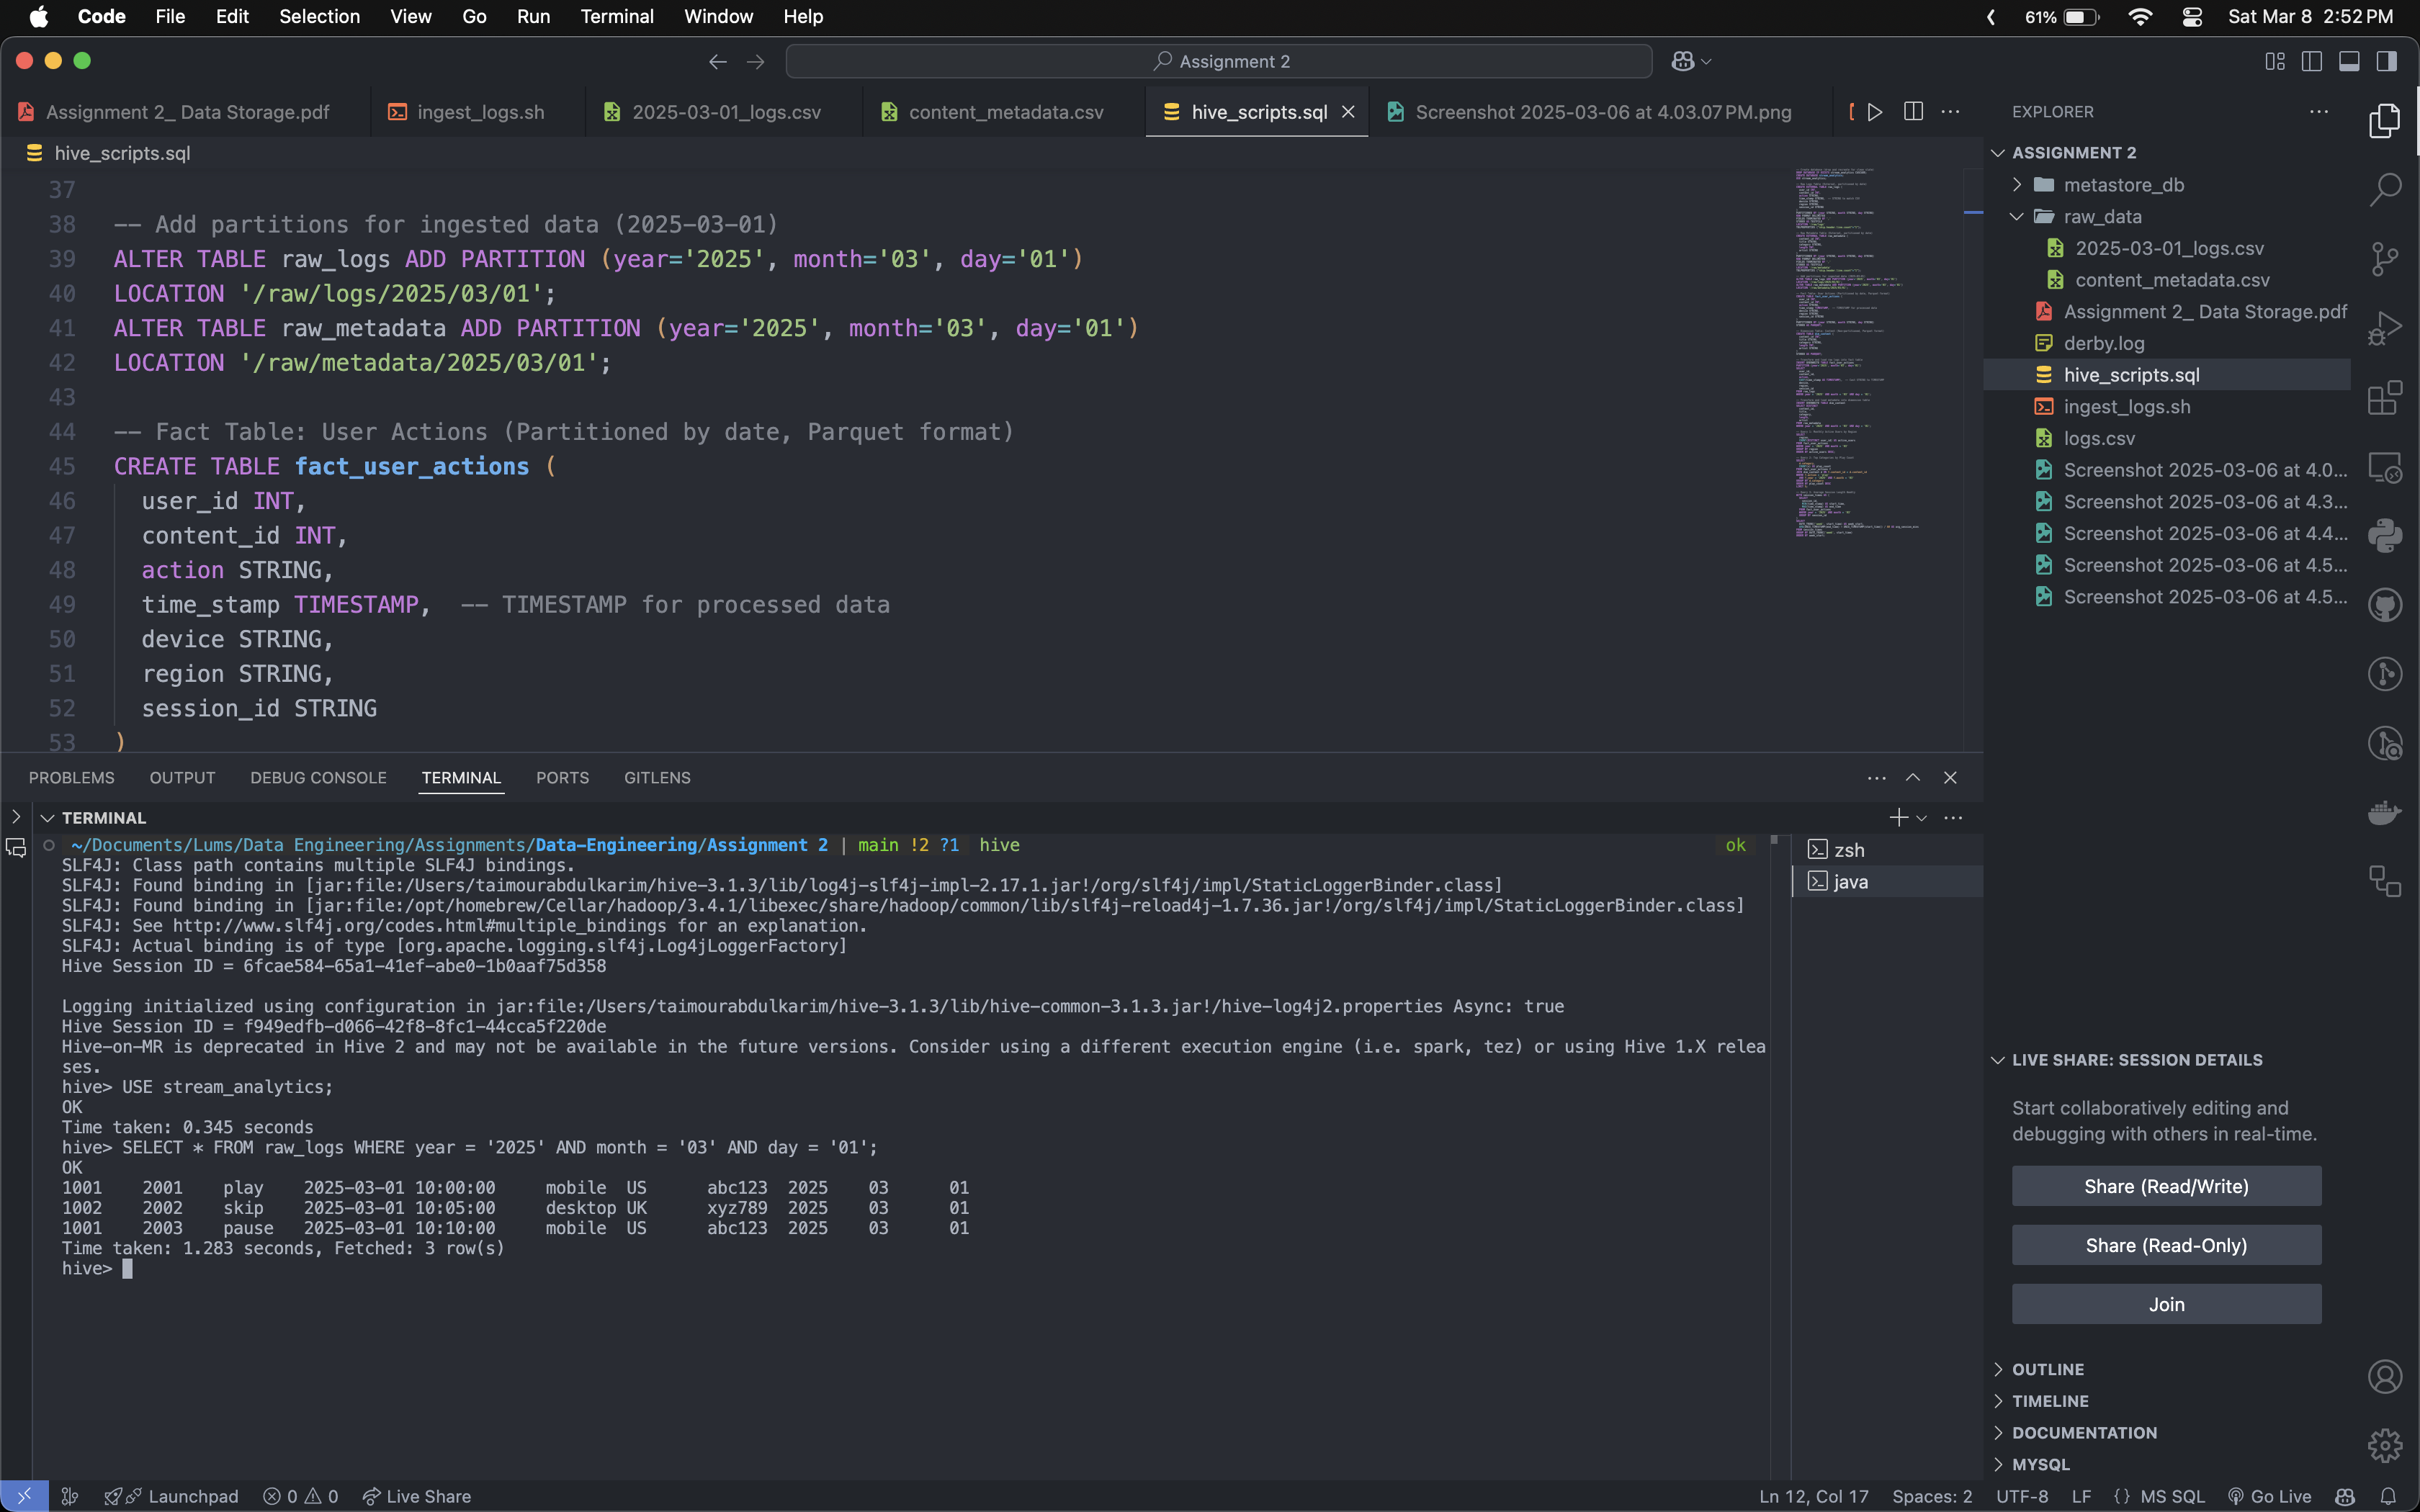 Code File Edit Selection View Go Run Terminal Window Help 61% Sat Mar 8 2:52 PM
Assignment 2
Assignment 2_ Data Storage.pdf ingest_logs.sh 2025-03-01_logs.csv content_metadata.csv hive_scripts.sql Screenshot 2025-03-06 at 4.03.07 PM.png
hive_scripts.sql
37
38 -- Add partitions for ingested data (2025-03-01)
39 ALTER TABLE raw_logs ADD PARTITION (year='2025', month='03', day='01')
40 LOCATION '/raw/logs/2025/03/01';
41 ALTER TABLE raw_metadata ADD PARTITION (year='2025', month='03', day='01')
42 LOCATION '/raw/metadata/2025/03/01';
43
44 -- Fact Table: User Actions (Partitioned by date, Parquet format)
45 CREATE TABLE fact_user_actions (
46 user_id INT,
47 content_id INT,
48 action STRING,
49 time_stamp TIMESTAMP, -- TIMESTAMP for processed data
50 device STRING,
51 region STRING,
52 session_id STRING
53 )
PROBLEMS OUTPUT DEBUG CONSOLE TERMINAL PORTS GITLENS
TERMINAL
~/Documents/Lums/Data Engineering/Assignments/Data-Engineering/Assignment 2 | main !2 ?1 hive ok
SLF4J: Class path contains multiple SLF4J bindings.
SLF4J: Found binding in [jar:file:/Users/taimourabdulkarim/hive-3.1.3/lib/log4j-slf4j-impl-2.17.1.jar!/org/slf4j/impl/StaticLoggerBinder.class]
SLF4J: Found binding in [jar:file:/opt/homebrew/Cellar/hadoop/3.4.1/libexec/share/hadoop/common/lib/slf4j-reload4j-1.7.36.jar!/org/slf4j/impl/StaticLoggerBinder.class]
SLF4J: See http://www.slf4j.org/codes.html#multiple_bindings for an explanation.
SLF4J: Actual binding is of type [org.apache.logging.slf4j.Log4jLoggerFactory]
Hive Session ID = 6fcae584-65a1-41ef-abe0-1b0aaf75d358
Logging initialized using configuration in jar:file:/Users/taimourabdulkarim/hive-3.1.3/lib/hive-common-3.1.3.jar!/hive-log4j2.properties Async: true
Hive Session ID = f949edfb-d066-42f8-8fc1-44cca5f220de
Hive-on-MR is deprecated in Hive 2 and may not be available in the future versions. Consider using a different execution engine (i.e. spark, tez) or using Hive 1.X relea
ses.
hive> USE stream_analytics;
OK
Time taken: 0.345 seconds
hive> SELECT * FROM raw_logs WHERE year = '2025' AND month = '03' AND day = '01';
OK
1001 2001 play 2025-03-01 10:00:00 mobile US abc123 2025 03 01
1002 2002 skip 2025-03-01 10:05:00 desktop UK xyz789 2025 03 01
1001 2003 pause 2025-03-01 10:10:00 mobile US abc123 2025 03 01
Time taken: 1.283 seconds, Fetched: 3 row(s)
hive>
zsh
java
EXPLORER
ASSIGNMENT 2
metastore_db
raw_data
2025-03-01_logs.csv
content_metadata.csv
Assignment 2_ Data Storage.pdf
derby.log
hive_scripts.sql
ingest_logs.sh
logs.csv
Screenshot 2025-03-06 at 4.0...
Screenshot 2025-03-06 at 4.3...
Screenshot 2025-03-06 at 4.4...
Screenshot 2025-03-06 at 4.5...
Screenshot 2025-03-06 at 4.5...
LIVE SHARE: SESSION DETAILS
Start collaboratively editing and
debugging with others in real-time.
Share (Read/Write)
Share (Read-Only)
Join
OUTLINE
TIMELINE
DOCUMENTATION
MYSQL
Launchpad 0 0 Live Share Ln 12, Col 17 Spaces: 2 UTF-8 LF {} MS SQL Go Live